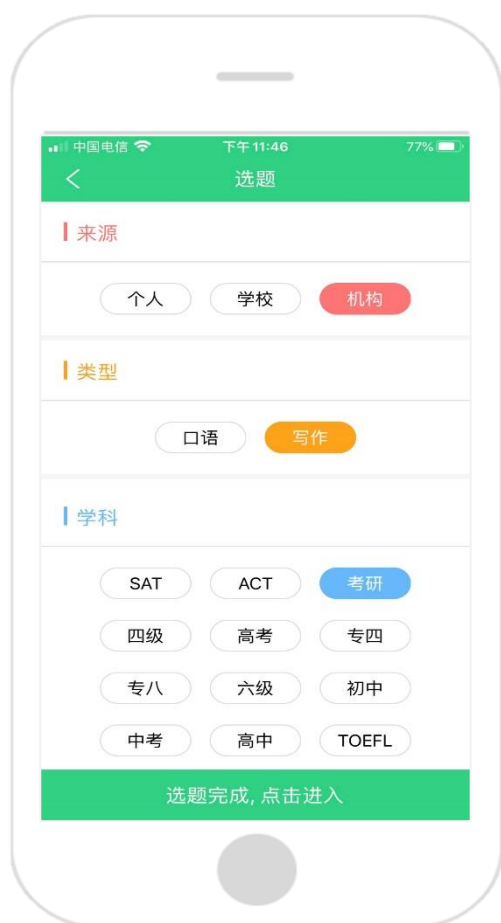 中国电信 下午11:46 77%
选题
来源
个人 学校 机构
类型
口语 写作
学科
SAT ACT 考研
四级 高考 专四
专八 六级 初中
中考 高中 TOEFL
选题完成,点击进入